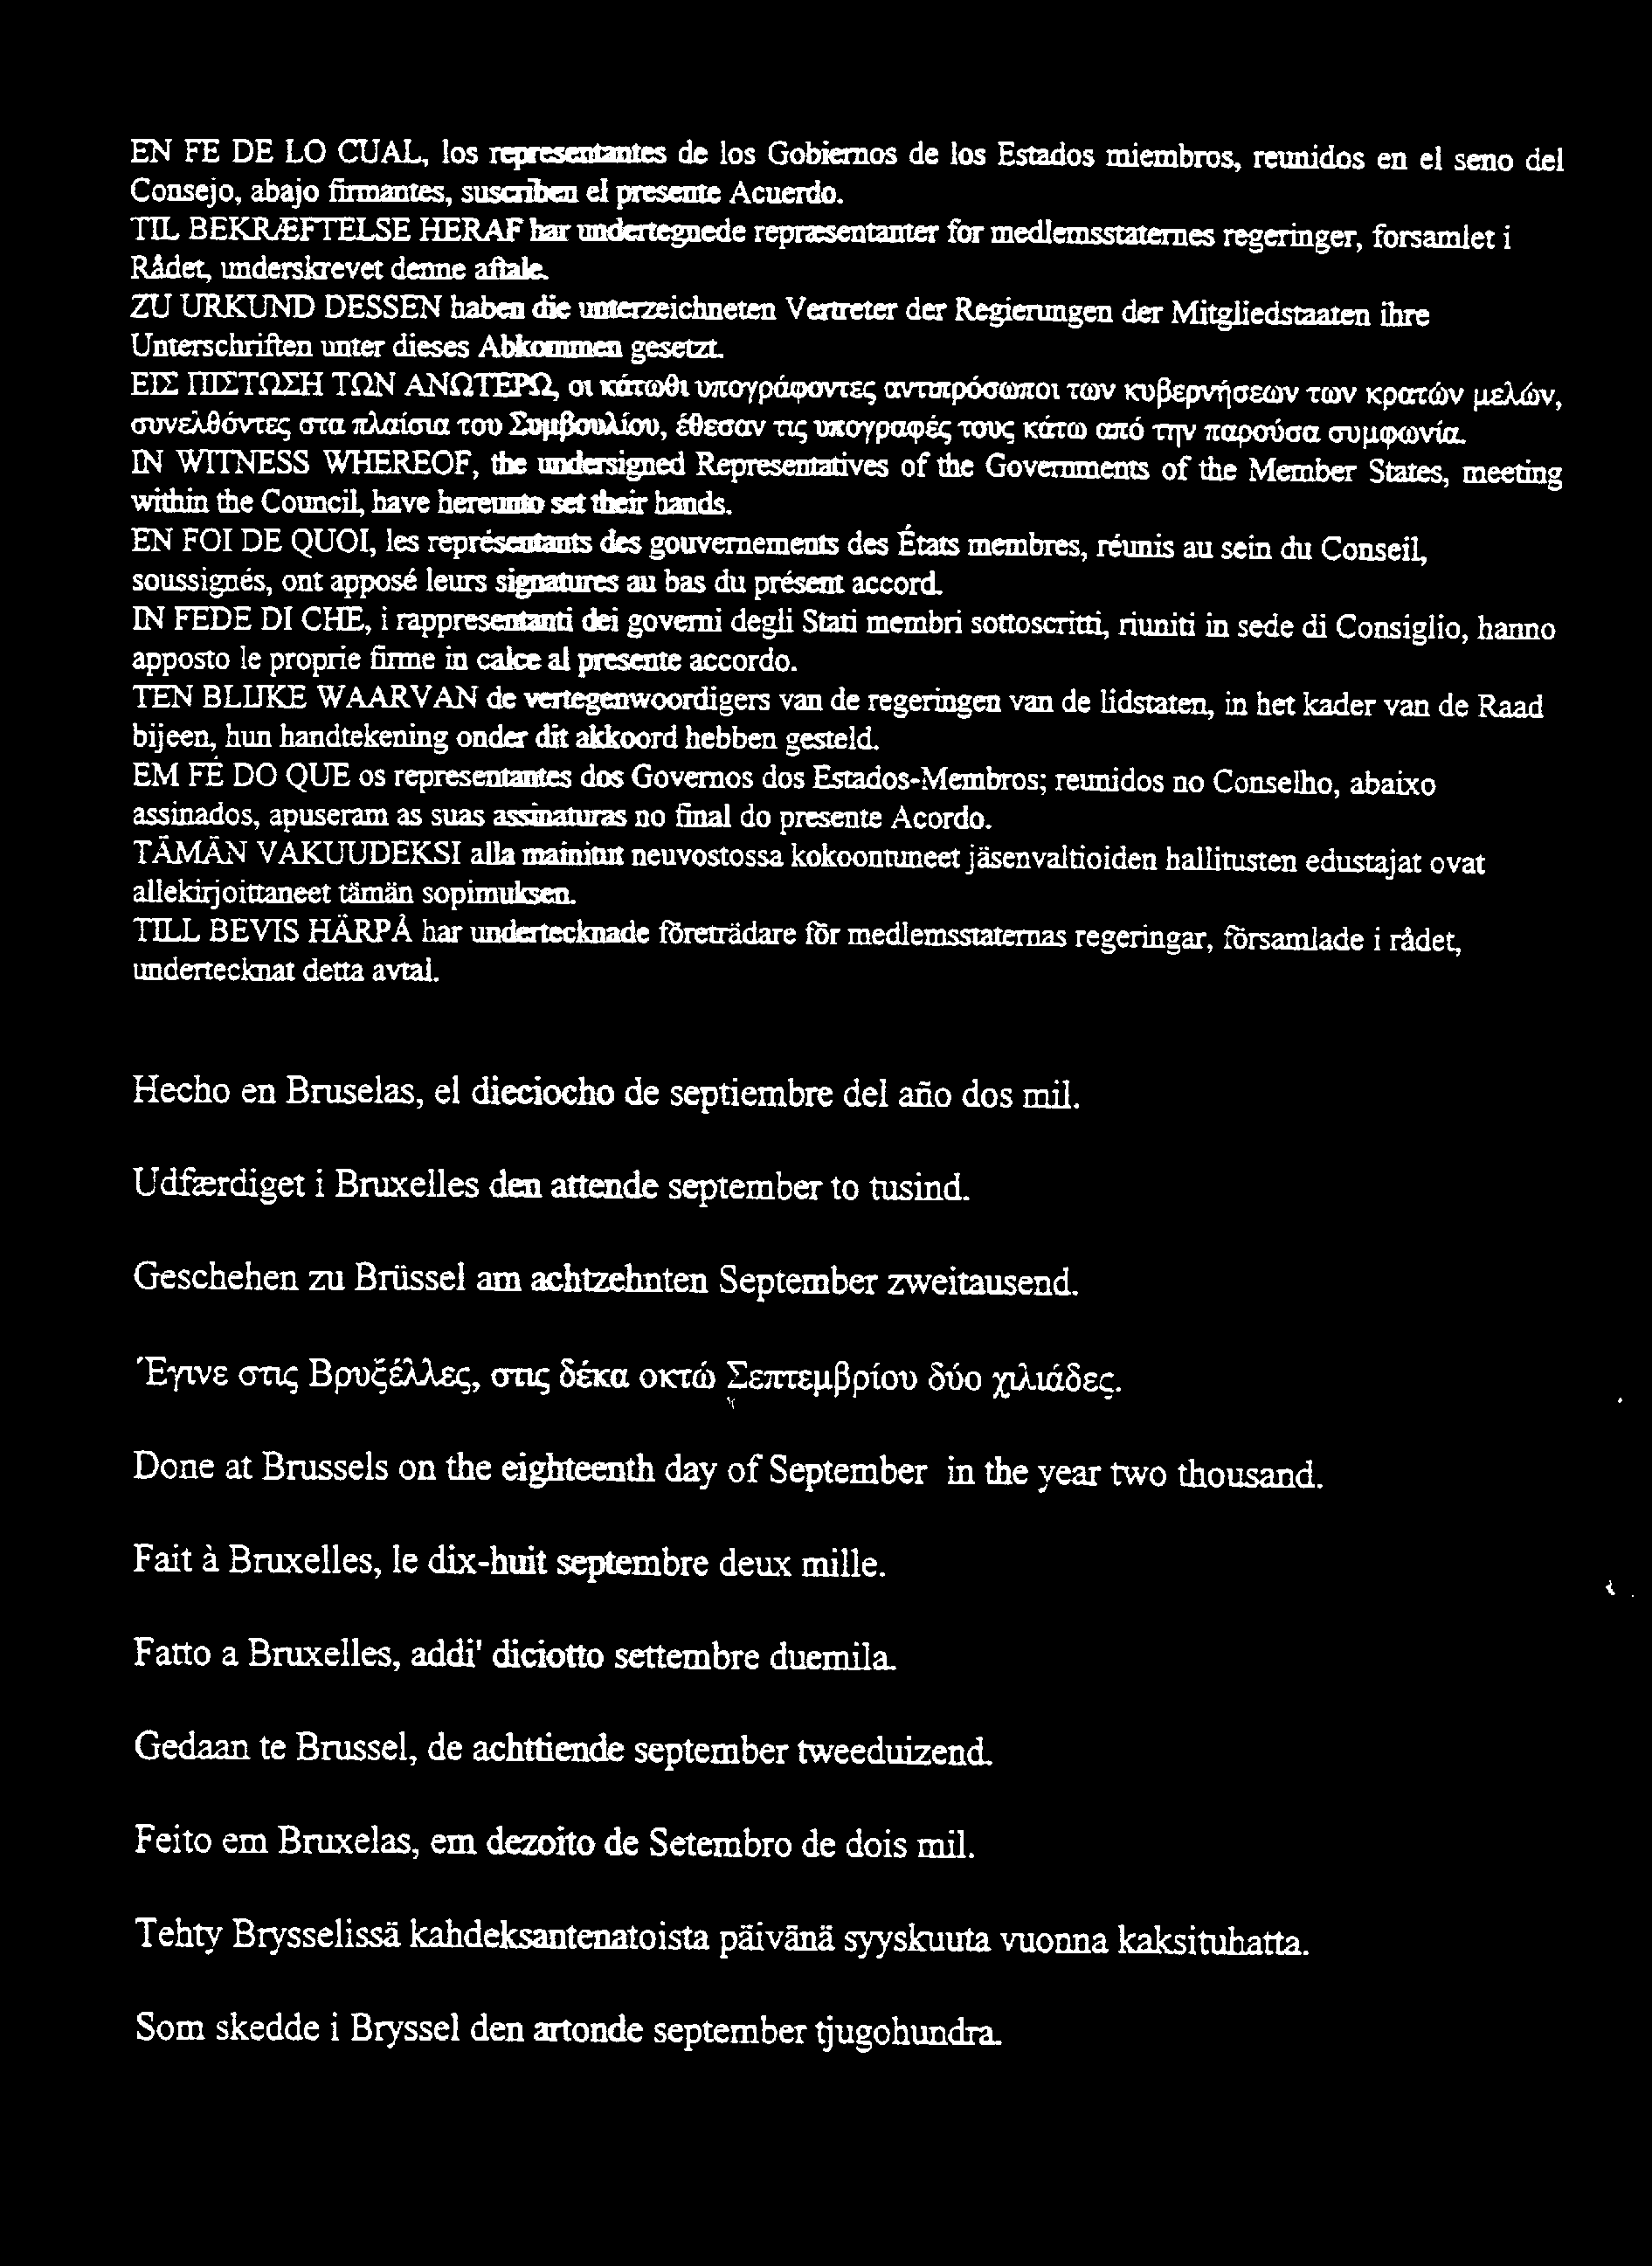 EN FE DE LO CUAL, los representantes de los Gobiernos de los Estados miembros, reunidos en el seno del
Consejo, abajo firmantes, suscriben el presente Acuerdo.
TIL BEKRÆFTELSE HERAF har undertegnede repræsentanter for medlemsstaternes regeringer, forsamlet i
Rådet, underskrevet denne aftale.
ZU URKUND DESSEN haben die unterzeichneten Vertreter der Regierungen der Mitgliedstaaten ihre
Unterschriften unter dieses Abkommen gesetzt.
ΕΙΣ ΠΙΣΤΩΣΗ ΤΩΝ ΑΝΩΤΕΡΩ, οι κάτωθι υπογράφοντες αντιπρόσωποι των κυβερνήσεων των κρατών μελών,
συνελθόντες στα πλαίσια του Συμβουλίου, έθεσαν τις υπογραφές τους κάτω από την παρούσα συμφωνία.
IN WITNESS WHEREOF, the undersigned Representatives of the Governments of the Member States, meeting
within the Council, have hereunto set their hands.
EN FOI DE QUOI, les représentants des gouvernements des États membres, réunis au sein du Conseil,
soussignés, ont apposé leurs signatures au bas du présent accord.
IN FEDE DI CHE, i rappresentanti dei governi degli Stati membri sottoscritti, riuniti in sede di Consiglio, hanno
apposto le proprie firme in calce al presente accordo.
TEN BLIJKE WAARVAN de vertegenwoordigers van de regeringen van de lidstaten, in het kader van de Raad
bijeen, hun handtekening onder dit akkoord hebben gesteld.
EM FÉ DO QUE os representantes dos Governos dos Estados-Membros; reunidos no Conselho, abaixo
assinados, apuseram as suas assinaturas no final do presente Acordo.
TÄMÄN VAKUUDEKSI alla mainitut neuvostossa kokoontuneet jäsenvaltioiden hallitusten edustajat ovat
allekirjoittaneet tämän sopimuksen.
TILL BEVIS HÄRPÅ har undertecknade företrädare för medlemsstaternas regeringar, församlade i rådet,
undertecknat detta avtal.
Hecho en Bruselas, el dieciocho de septiembre del año dos mil.
Udfærdiget i Bruxelles den attende september to tusind.
Geschehen zu Brüssel am achtzehnten September zweitausend.
Έγινε στις Βρυξέλλες, στις δέκα οκτώ Σεπτεμβρίου δύο χιλιάδες.
Done at Brussels on the eighteenth day of September in the year two thousand.
Fait à Bruxelles, le dix-huit septembre deux mille.
Fatto a Bruxelles, addi' diciotto settembre duemila.
Gedaan te Brussel, de achttiende september tweeduizend.
Feito em Bruxelas, em dezoito de Setembro de dois mil.
Tehty Brysselissä kahdeksantenatoista päivänä syyskuuta vuonna kaksituhatta.
Som skedde i Bryssel den artonde september tjugohundra.